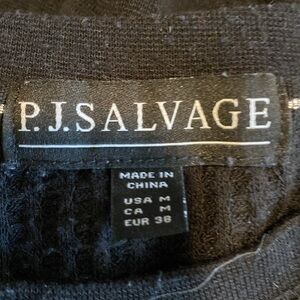 P.J.SALVAGE
MADE IN
CHINA
USA M
CA M
EUR 38